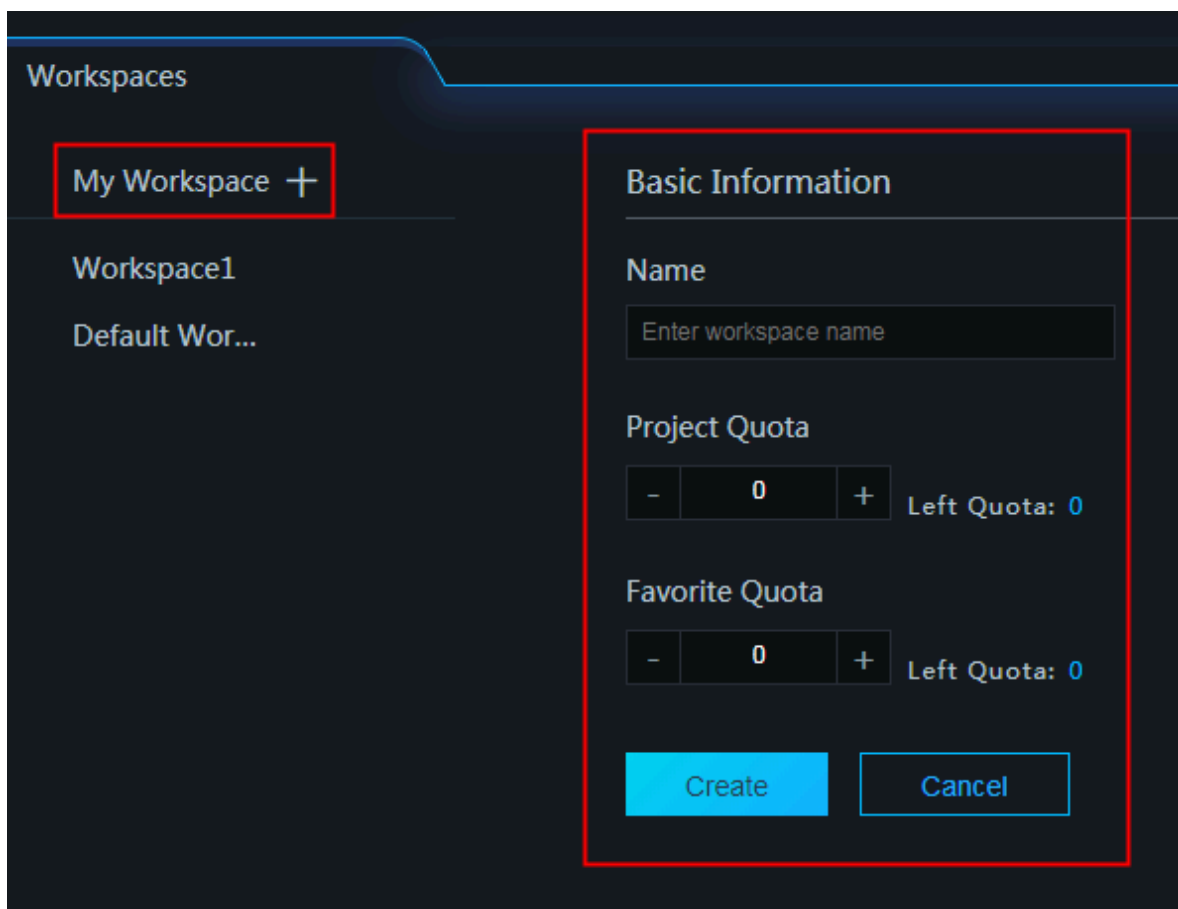 Workspaces
My Workspace +
Workspace1
Default Wor...
Basic Information
Name
Enter workspace name
Project Quota
- 0 + Left Quota: 0
Favorite Quota
- 0 + Left Quota: 0
Create Cancel